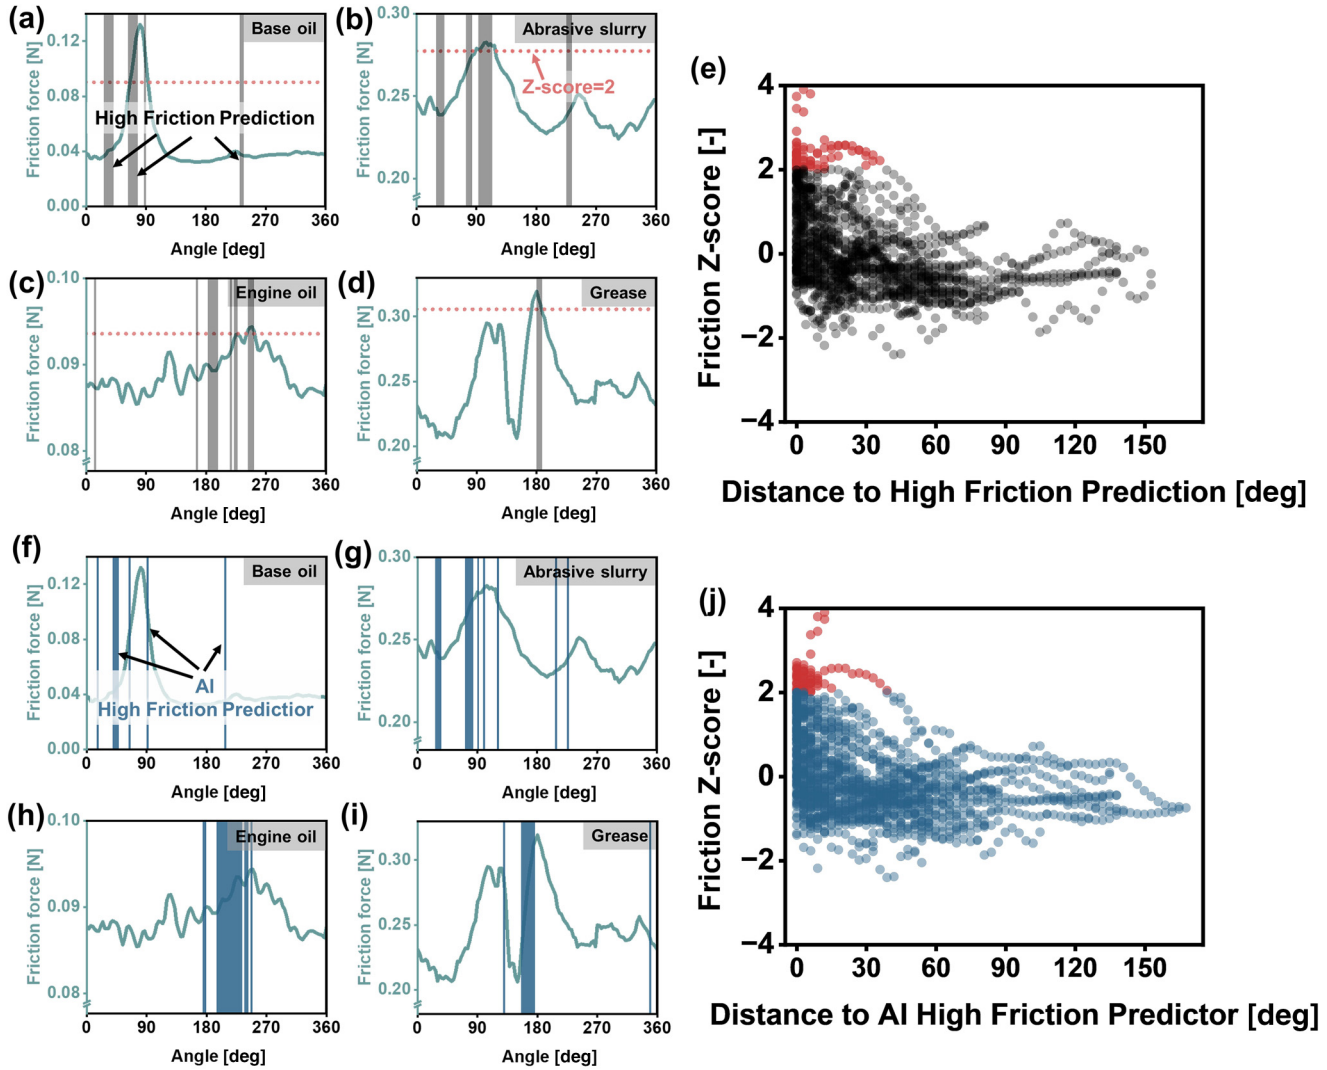 (a)
Base oil
0.12
0.08
0.04
0.00
Friction force [N]
High Friction Prediction
0 90 180 270 360
Angle [deg]
(b)
Abrasive slurry
0.30
0.25
0.20
Friction force [N]
Z-score=2
0 90 180 270 360
Angle [deg]
(c)
Engine oil
0.10
0.09
0.08
Friction force [N]
0 90 180 270 360
Angle [deg]
(d)
Grease
0.30
0.25
0.20
Friction force [N]
0 90 180 270 360
Angle [deg]
(e)
4
2
0
−2
−4
Friction Z-score [-]
0 30 60 90 120 150
Distance to High Friction Prediction [deg]
(f)
Base oil
0.12
0.08
0.04
0.00
Friction force [N]
AI
High Friction Predictior
0 90 180 270 360
Angle [deg]
(g)
Abrasive slurry
0.30
0.25
0.20
Friction force [N]
0 90 180 270 360
Angle [deg]
(h)
Engine oil
0.10
0.09
0.08
Friction force [N]
0 90 180 270 360
Angle [deg]
(i)
Grease
0.30
0.25
0.20
Friction force [N]
0 90 180 270 360
Angle [deg]
(j)
4
2
0
−2
−4
Friction Z-score [-]
0 30 60 90 120 150
Distance to AI High Friction Predictor [deg]